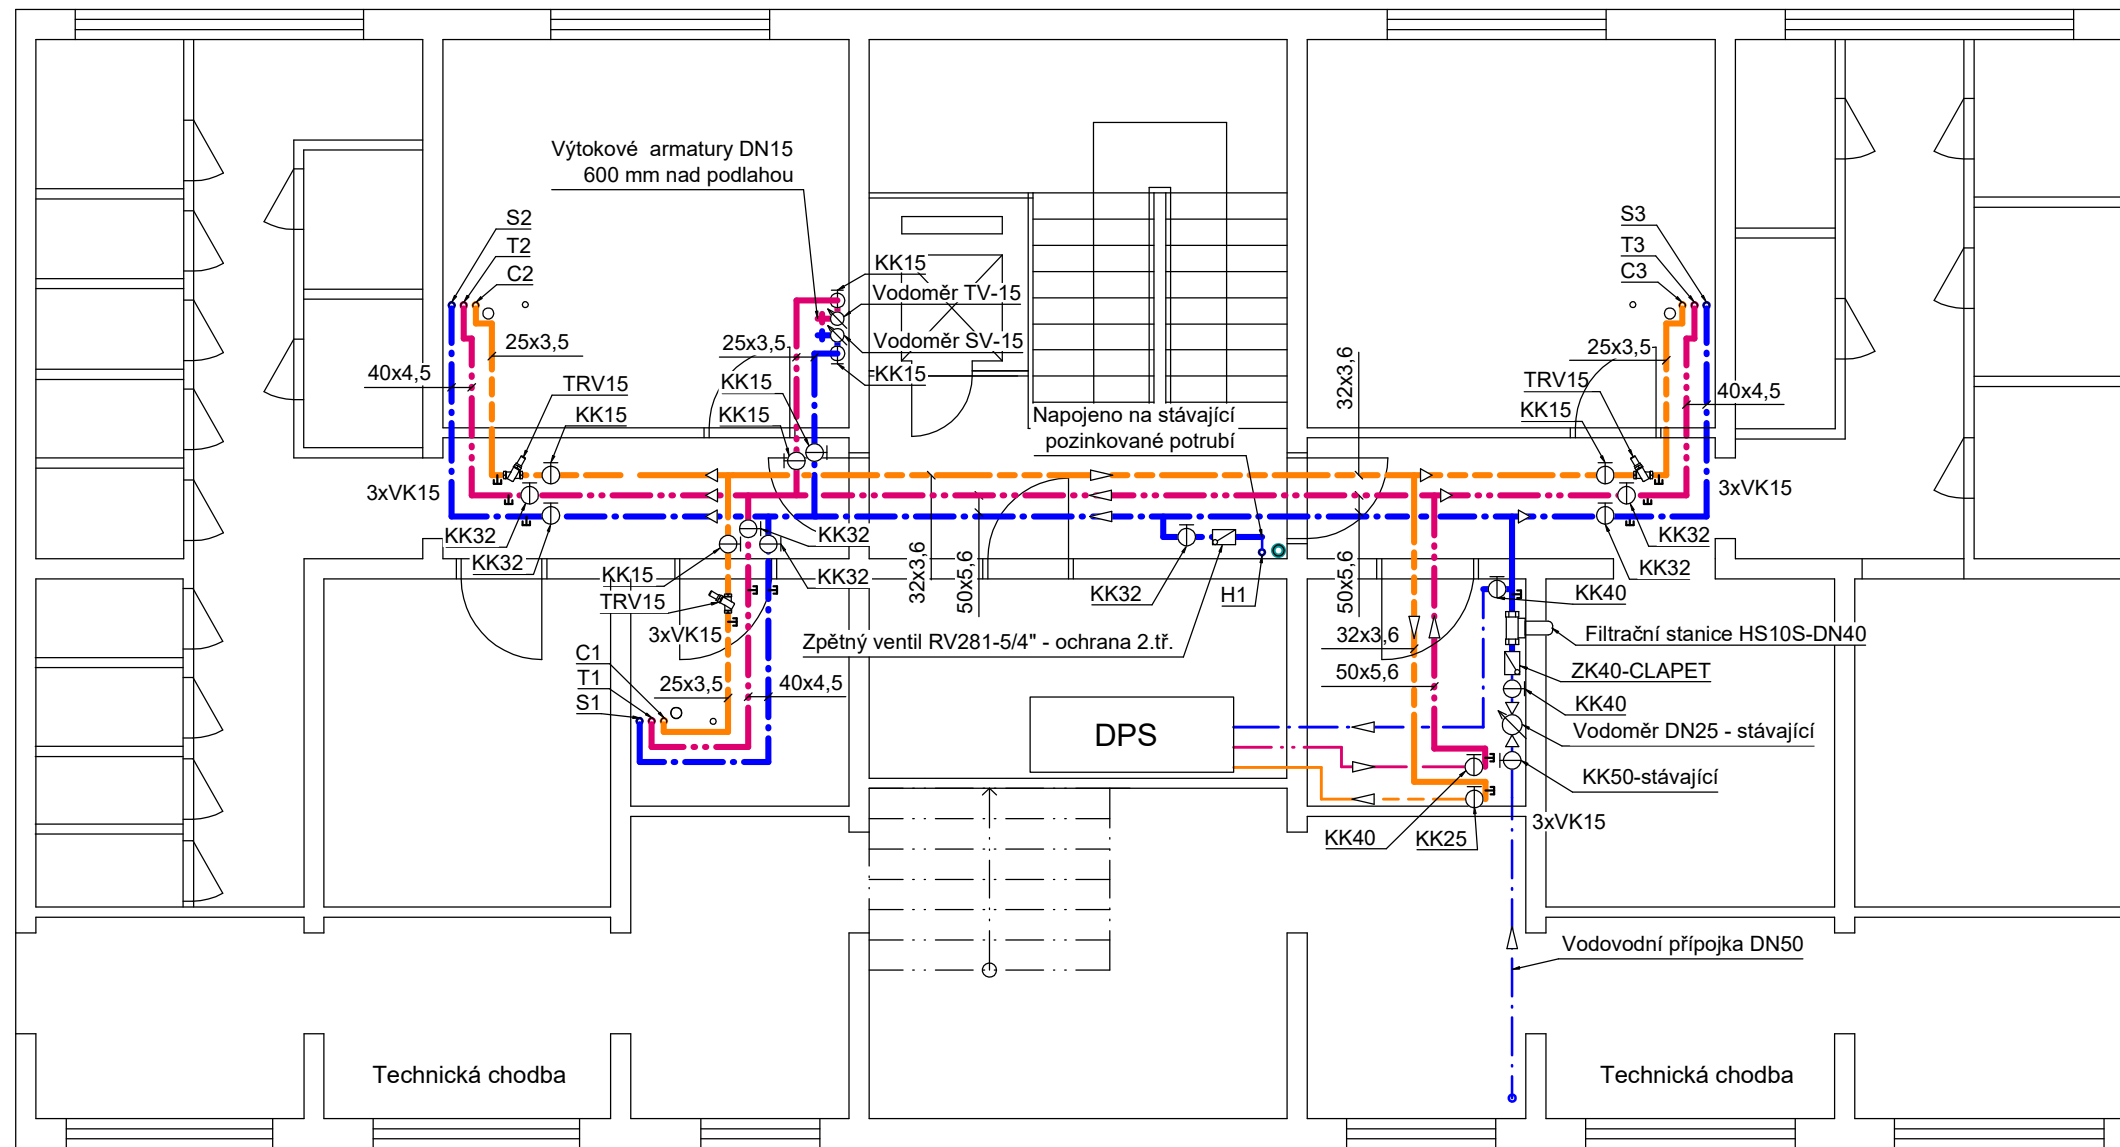 Výtokové armatury DN15
600 mm nad podlahou
S2
T2
C2
KK15
Vodoměr TV-15
Vodoměr SV-15
KK15
S3
T3
C3
25x3,5
40x4,5
TRV15
KK15
25x3,5
KK15
KK15
Napojeno na stávající
pozinkované potrubí
32x3,6
25x3,5
TRV15
40x4,5
KK15
3xVK15
3xVK15
KK32
KK32
KK32
KK32
KK15
TRV15
3xVK15
32x3,6
50x5,6
KK32
H1
50x5,6
KK32
KK32
KK40
Zpětný ventil RV281-5/4" - ochrana 2.tř.
32x3,6
50x5,6
Filtrační stanice HS10S-DN40
ZK40-CLAPET
KK40
Vodoměr DN25 - stávající
KK50-stávající
C1
T1
S1
25x3,5
40x4,5
DPS
KK40
KK25
3xVK15
Vodovodní přípojka DN50
Technická chodba
Technická chodba